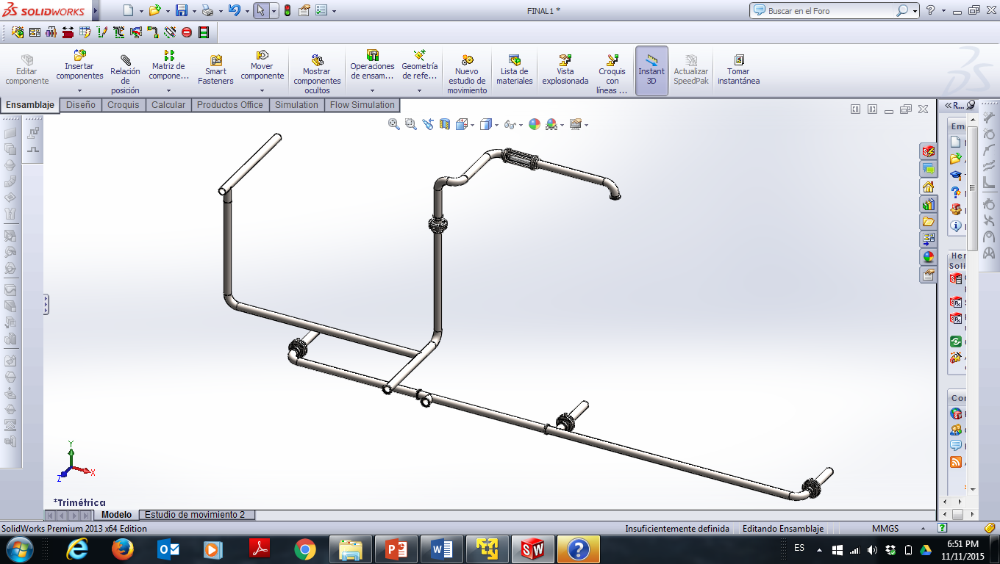 SOLIDWORKS
FINAL1 *
Buscar en el Foro
Editar
componente
Insertar
componentes
Relación
de
posición
Matriz de
compone...
Smart
Fasteners
Mover
componente
Mostrar
componentes
ocultos
Operaciones
de ensam...
Geometría
de refe...
Nuevo
estudio de
movimiento
Lista de
materiales
Vista
explosionada
Croquis
con
líneas ...
Instant
3D
Actualizar
SpeedPak
Tomar
instantánea
Ensamblaje
Diseño
Croquis
Calcular
Productos Office
Simulation
Flow Simulation
R...
Em
Her
Soli
Con
Y
X
Z
*Trimétrica
Modelo
Estudio de movimiento 2
SolidWorks Premium 2013 x64 Edition
Insuficientemente definida
Editando Ensamblaje
MMGS
ES
6:51 PM
11/11/2015